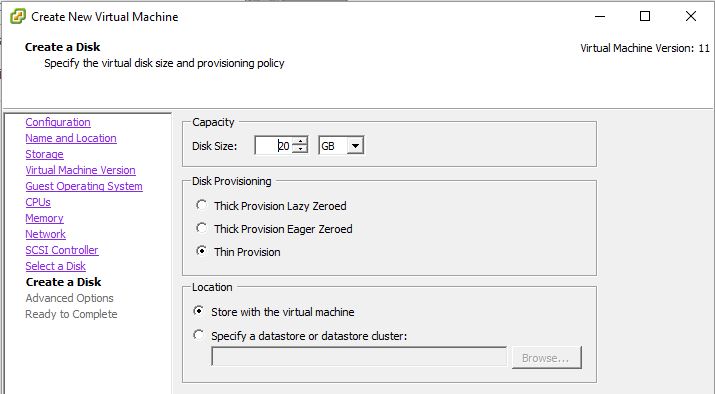 Create New Virtual Machine
Create a Disk
Specify the virtual disk size and provisioning policy
Virtual Machine Version: 11
Configuration
Name and Location
Storage
Virtual Machine Version
Guest Operating System
CPUs
Memory
Network
SCSI Controller
Select a Disk
Create a Disk
Advanced Options
Ready to Complete
Capacity
Disk Size: 20 GB
Disk Provisioning
Thick Provision Lazy Zeroed
Thick Provision Eager Zeroed
Thin Provision
Location
Store with the virtual machine
Specify a datastore or datastore cluster:
Browse...